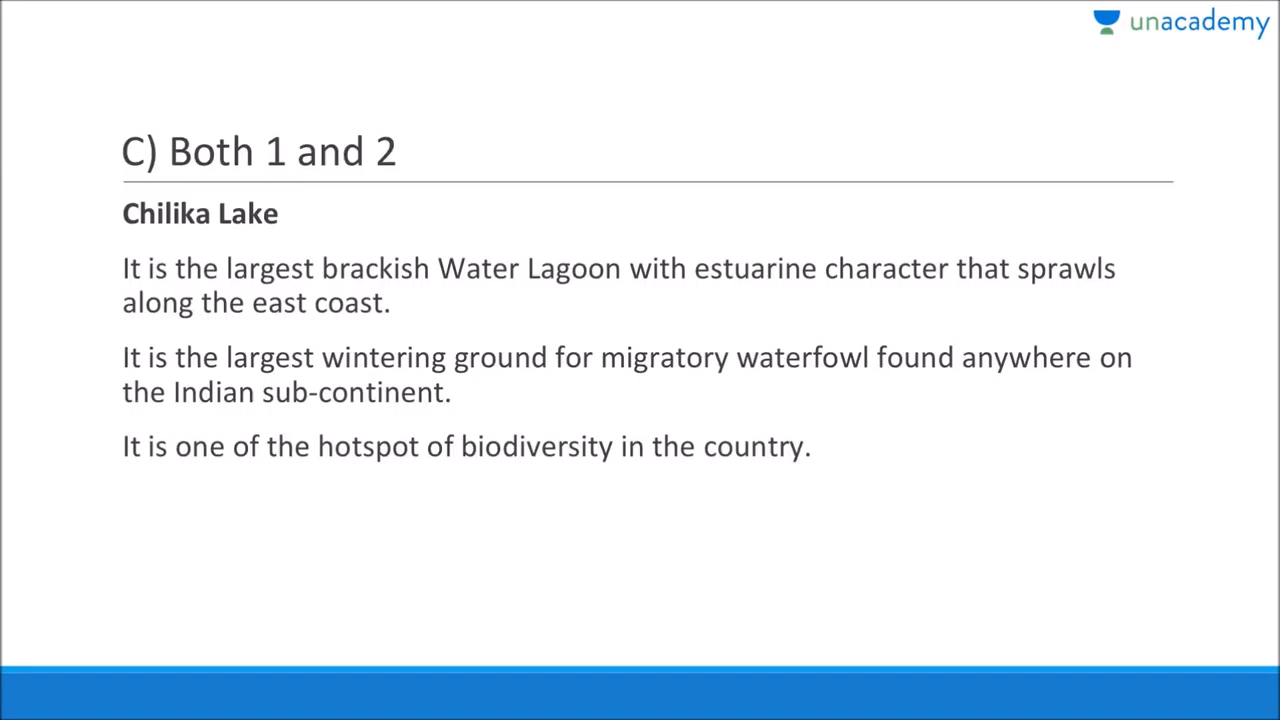 unacademy
C) Both 1 and 2
Chilika Lake
It is the largest brackish Water Lagoon with estuarine character that sprawls
along the east coast.
It is the largest wintering ground for migratory waterfowl found anywhere on
the Indian sub-continent.
It is one of the hotspot of biodiversity in the country.